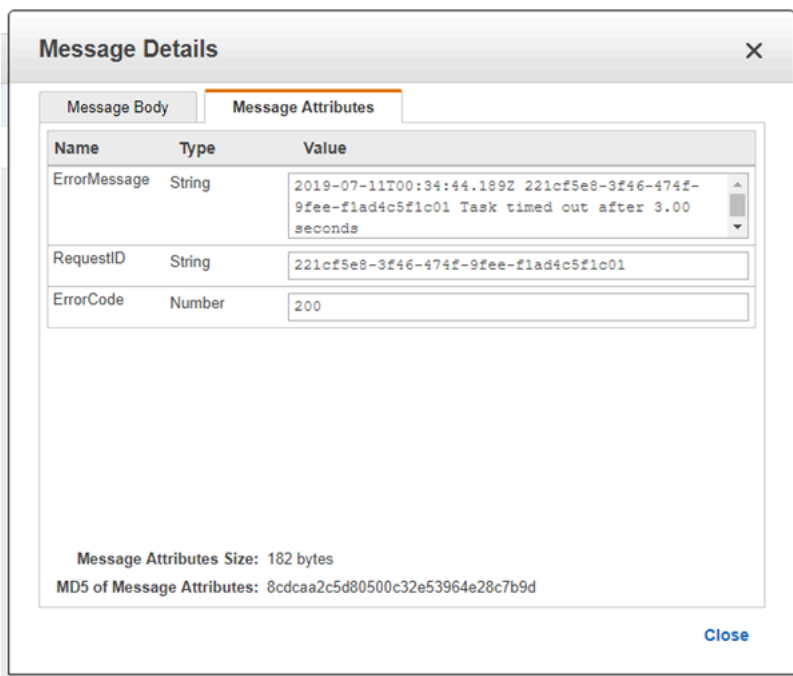 Message Details
Message Body Message Attributes
Name Type Value
ErrorMessage String 2019-07-11T00:34:44.189Z 221cf5e8-3f46-474f-
9fee-f1ad4c5f1c01 Task timed out after 3.00
seconds
RequestID String 221cf5e8-3f46-474f-9fee-f1ad4c5f1c01
ErrorCode Number 200
Message Attributes Size: 182 bytes
MD5 of Message Attributes: 8cdcaa2c5d80500c32e53964e28c7b9d
Close